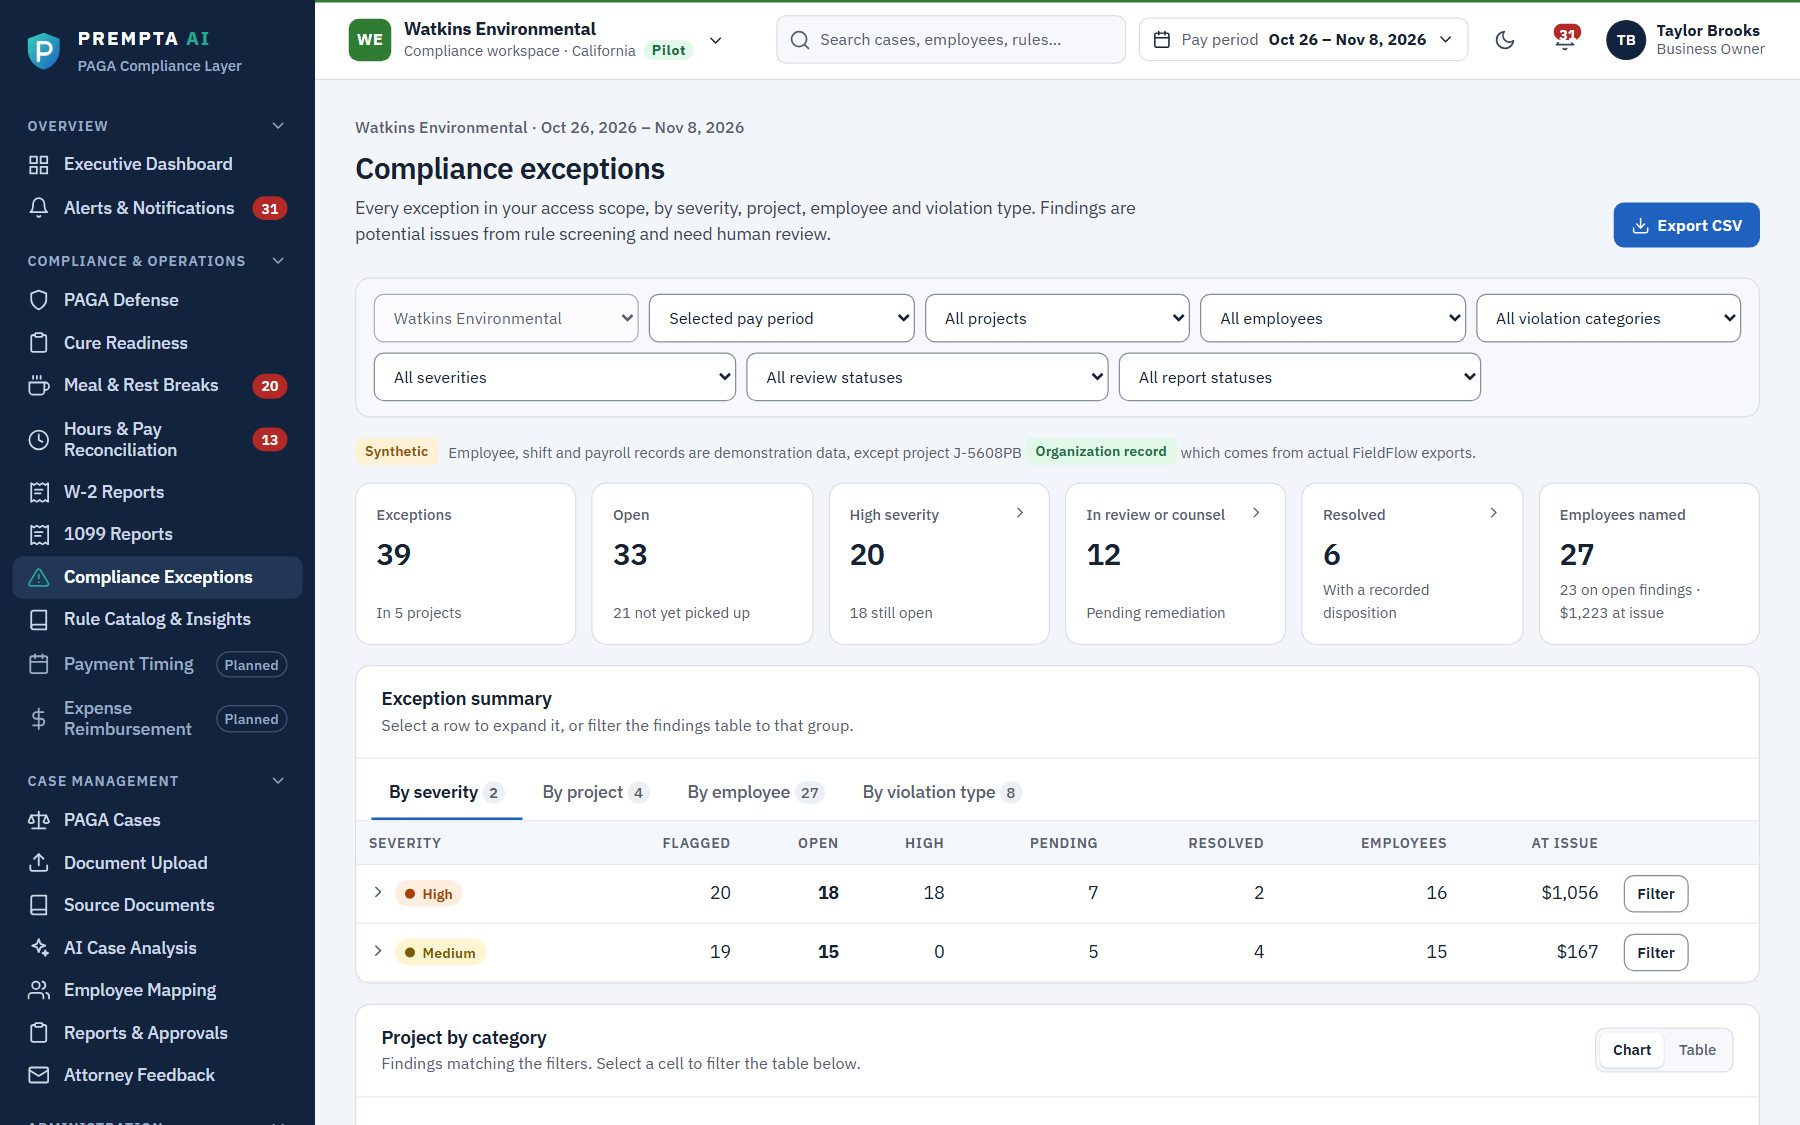 PREMPTA AI
PAGA Compliance Layer
OVERVIEW
Executive Dashboard
Alerts & Notifications 31
COMPLIANCE & OPERATIONS
PAGA Defense
Cure Readiness
Meal & Rest Breaks 20
Hours & Pay
Reconciliation 13
W-2 Reports
1099 Reports
Compliance Exceptions
Rule Catalog & Insights
Payment Timing Planned
Expense
Reimbursement Planned
CASE MANAGEMENT
PAGA Cases
Document Upload
Source Documents
AI Case Analysis
Employee Mapping
Reports & Approvals
Attorney Feedback
ADMINISTRATION
WE
Watkins Environmental
Compliance workspace · California Pilot
Search cases, employees, rules...
Pay period Oct 26 – Nov 8, 2026
31
TB
Taylor Brooks
Business Owner
Watkins Environmental · Oct 26, 2026 – Nov 8, 2026
Compliance exceptions
Every exception in your access scope, by severity, project, employee and violation type. Findings are
potential issues from rule screening and need human review.
Export CSV
Watkins Environmental Selected pay period All projects All employees All violation categories
All severities All review statuses All report statuses
Synthetic Employee, shift and payroll records are demonstration data, except project J-5608PB Organization record which comes from actual FieldFlow exports.
Exceptions
39
In 5 projects
Open
33
21 not yet picked up
High severity
20
18 still open
In review or counsel
12
Pending remediation
Resolved
6
With a recorded
disposition
Employees named
27
23 on open findings ·
$1,223 at issue
Exception summary
Select a row to expand it, or filter the findings table to that group.
By severity 2 By project 4 By employee 27 By violation type 8
SEVERITY FLAGGED OPEN HIGH PENDING RESOLVED EMPLOYEES AT ISSUE
High 20 18 18 7 2 16 $1,056 Filter
Medium 19 15 0 5 4 15 $167 Filter
Project by category
Findings matching the filters. Select a cell to filter the table below.
Chart Table